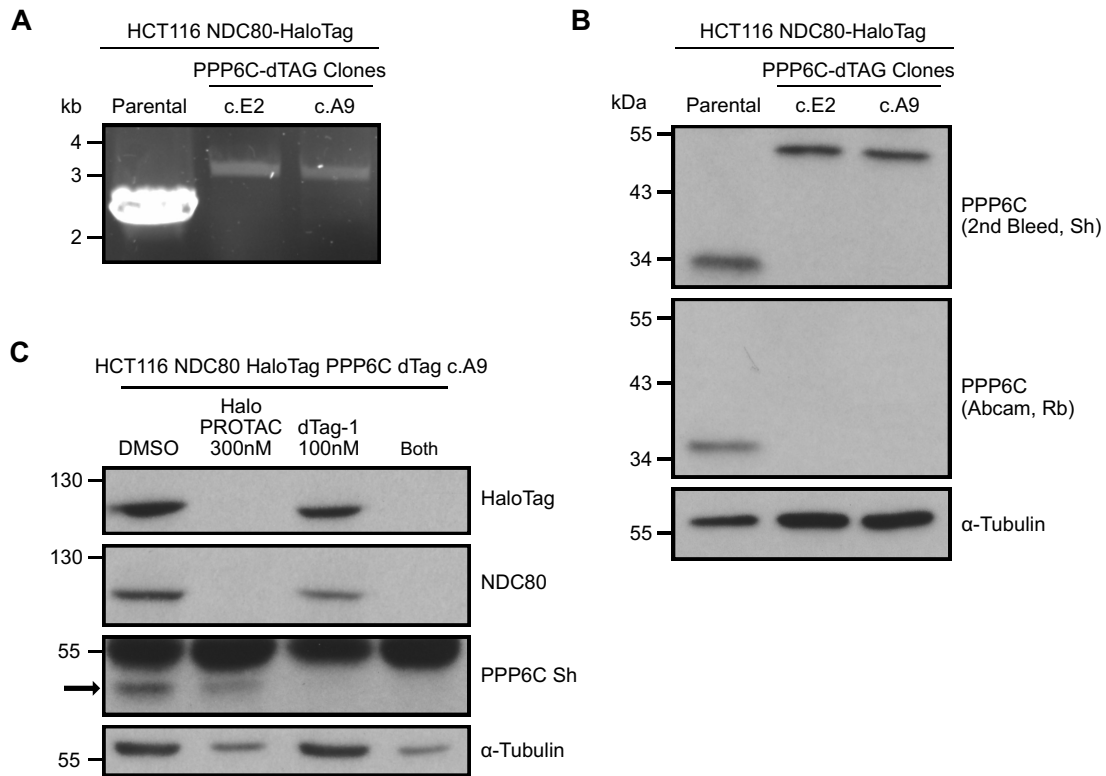 A
HCT116 NDC80-HaloTag
PPP6C-dTAG Clones
kb Parental c.E2 c.A9
4
3
2
B
HCT116 NDC80-HaloTag
PPP6C-dTAG Clones
kDa Parental c.E2 c.A9
55
43
34
PPP6C
(2nd Bleed, Sh)
55
43
34
PPP6C
(Abcam, Rb)
55
α-Tubulin
C
HCT116 NDC80 HaloTag PPP6C dTag c.A9
DMSO
Halo
PROTAC
300nM
dTag-1
100nM
Both
130
HaloTag
130
NDC80
55
PPP6C Sh
55
α-Tubulin